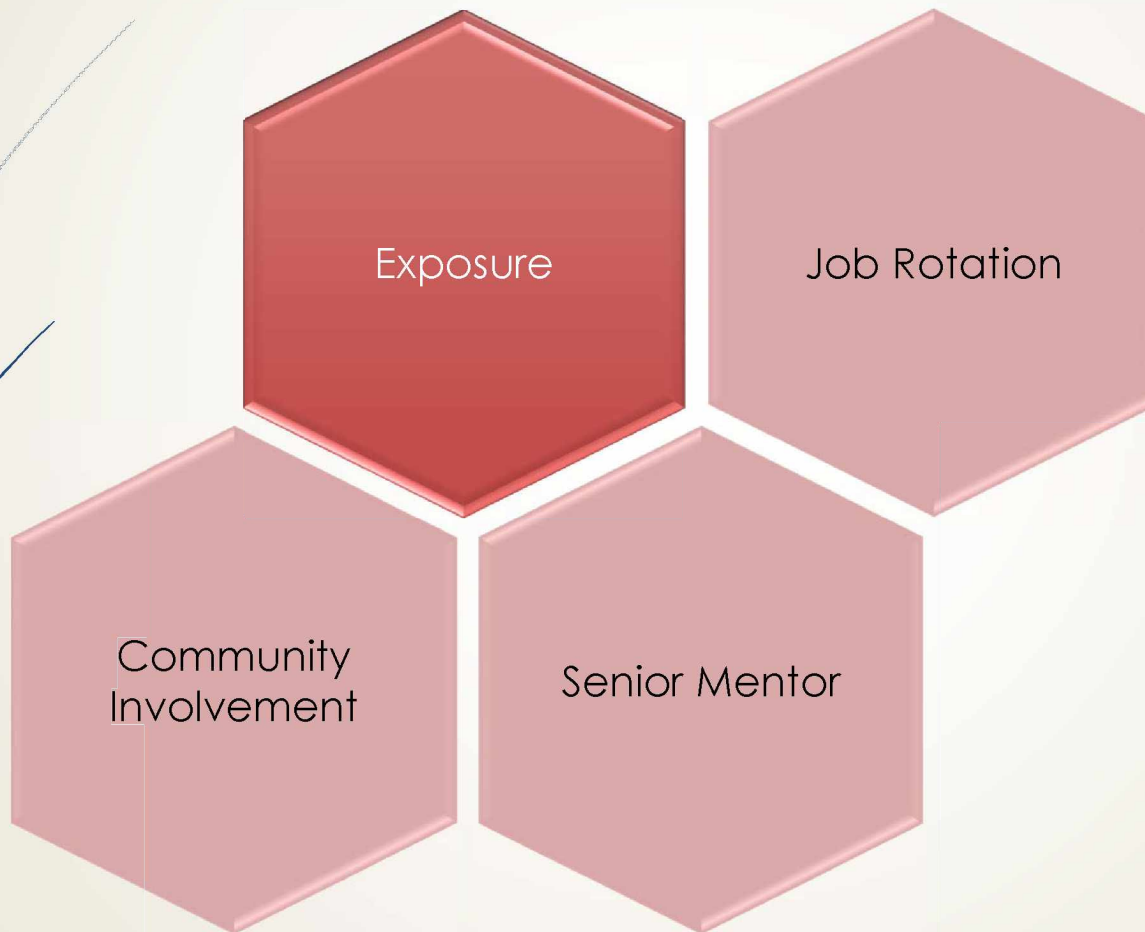 Exposure
Job Rotation
Community
Involvement
Senior Mentor